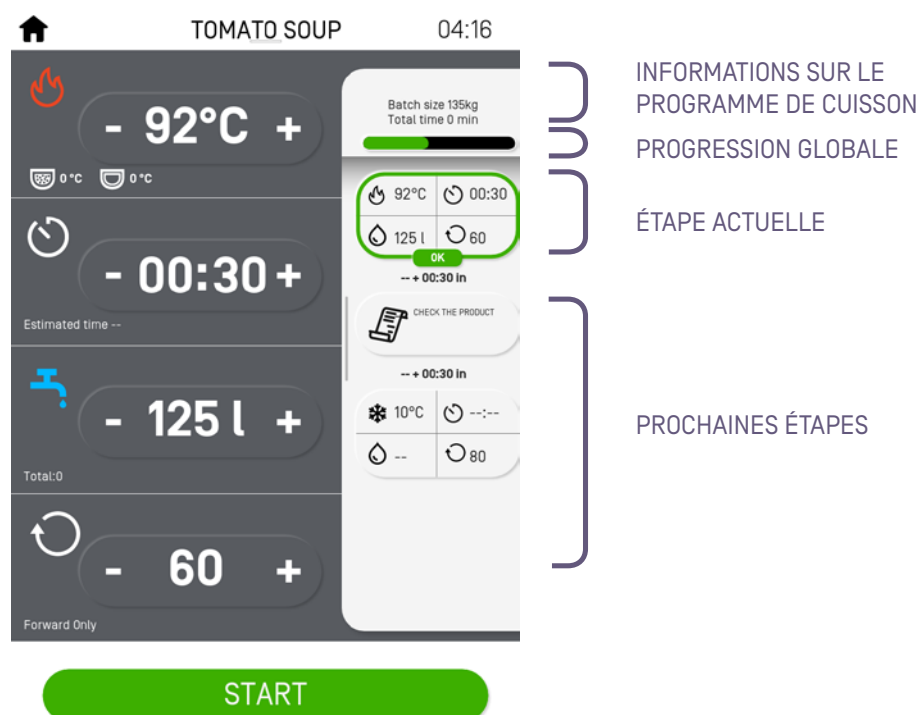 TOMATO SOUP 04:16
- 92°C +
0 °C 0 °C
- 00:30 +
Estimated time --
- 125 l +
Total:0
- 60 +
Forward Only
Batch size 135kg
Total time 0 min
92°C 00:30
125 l 60
OK
-- + 00:30 in
CHECK THE PRODUCT
-- + 00:30 in
10°C --:--
-- 80
START
INFORMATIONS SUR LE
PROGRAMME DE CUISSON
PROGRESSION GLOBALE
ÉTAPE ACTUELLE
PROCHAINES ÉTAPES